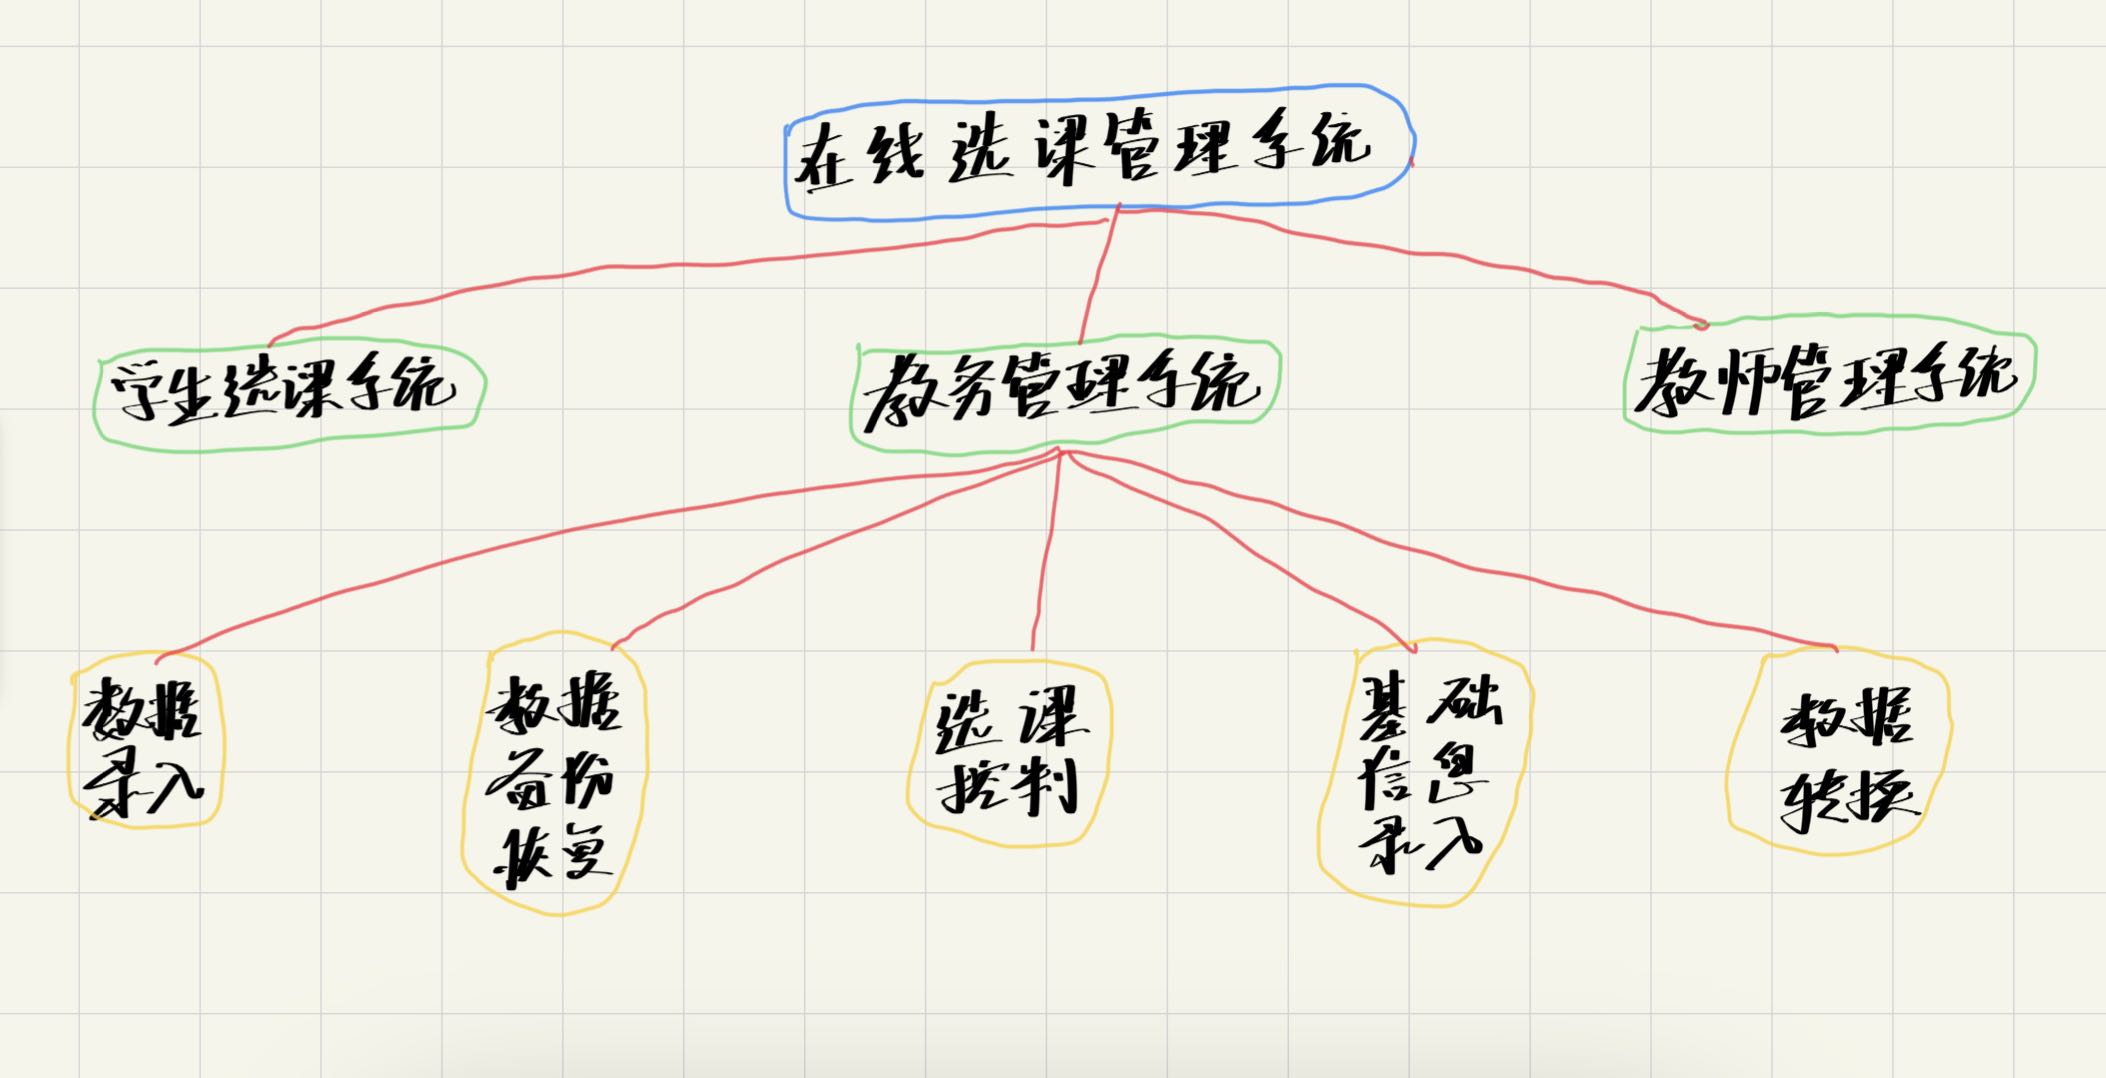 在线选课管理系统
学生选课系统
教务管理系统
教师管理系统
数据
录入
数据
备份
恢复
选课
控制
基础
信息
录入
数据
转换